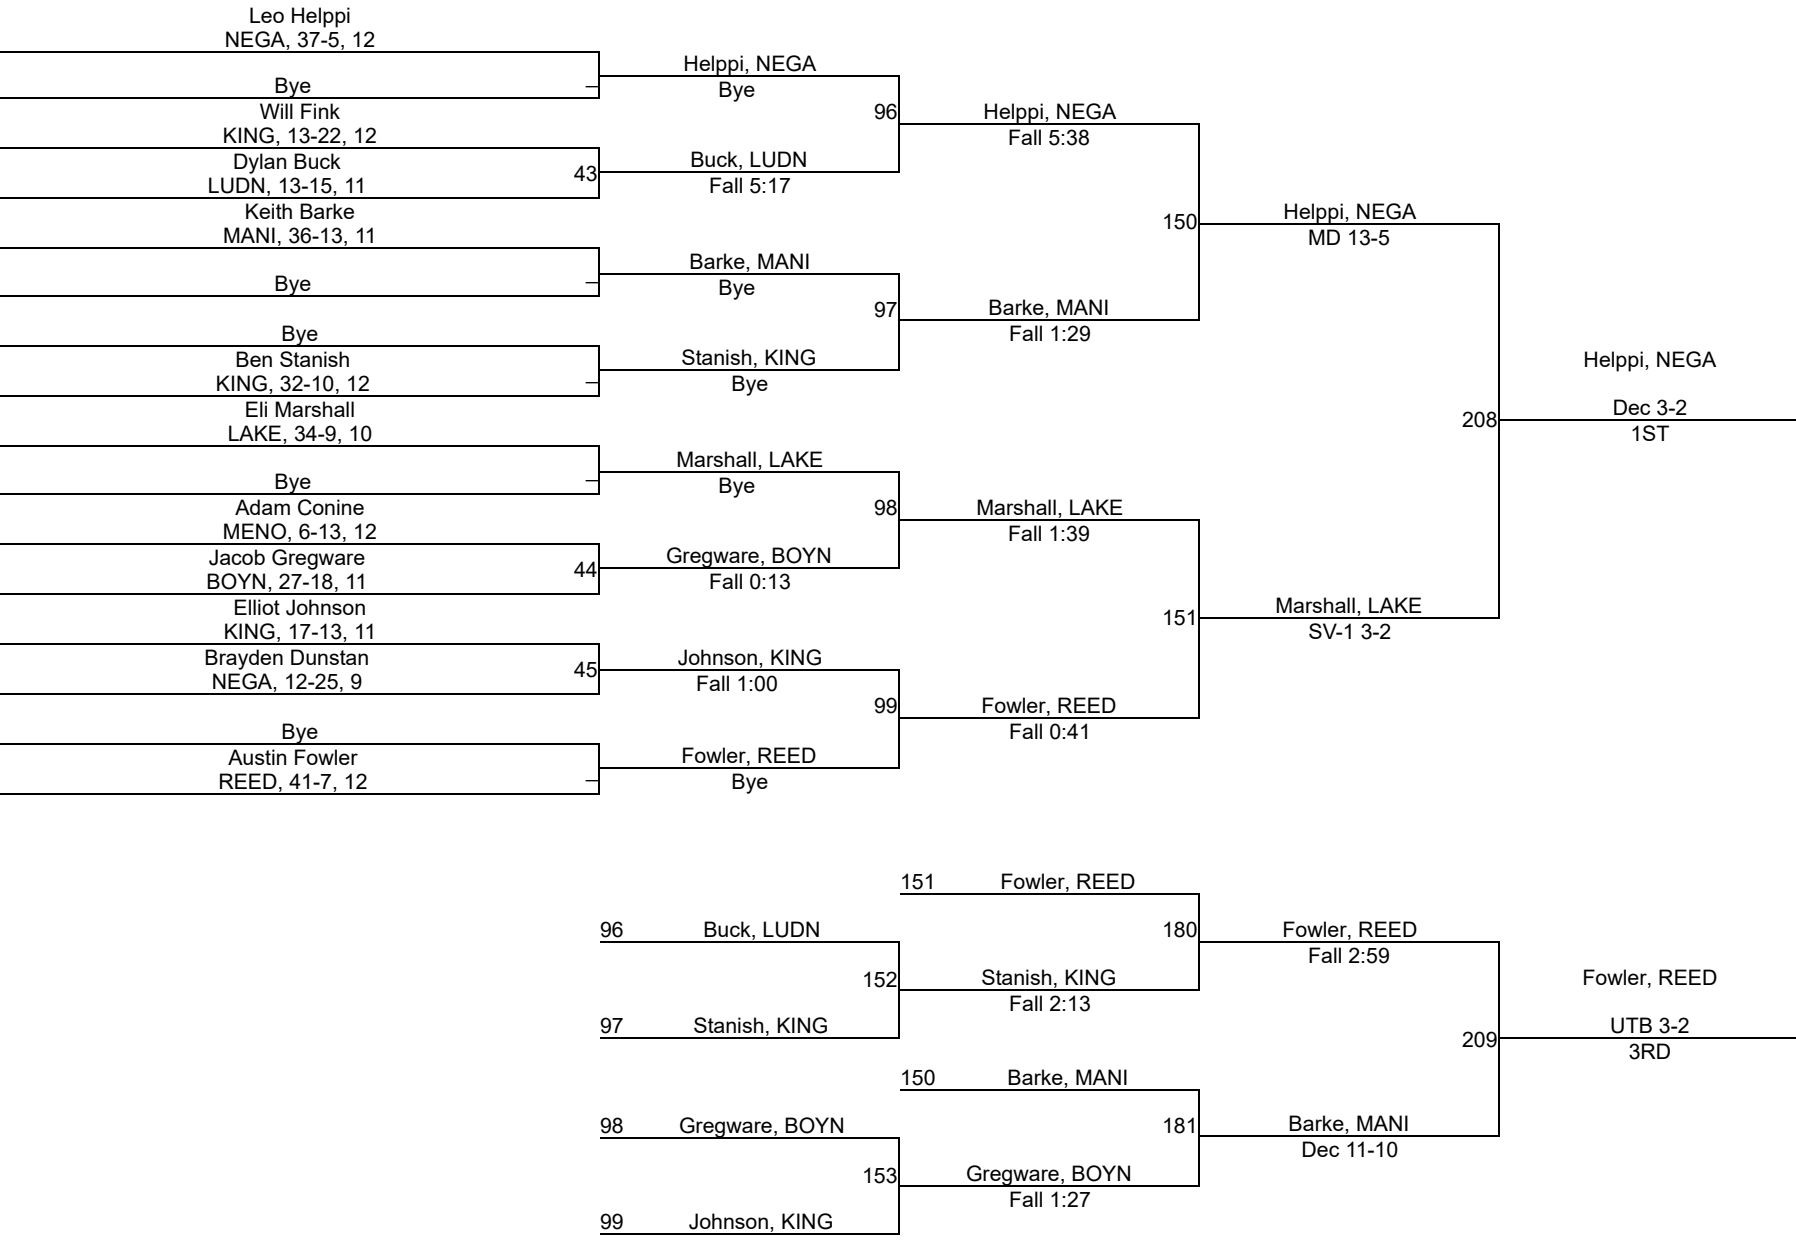 Leo Helppi
NEGA, 37-5, 12
Bye
Will Fink
KING, 13-22, 12
Dylan Buck
LUDN, 13-15, 11
43
Keith Barke
MANI, 36-13, 11
Bye
Bye
Ben Stanish
KING, 32-10, 12
Eli Marshall
LAKE, 34-9, 10
Bye
Adam Conine
MENO, 6-13, 12
Jacob Gregware
BOYN, 27-18, 11
44
Elliot Johnson
KING, 17-13, 11
Brayden Dunstan
NEGA, 12-25, 9
45
Bye
Austin Fowler
REED, 41-7, 12
Helppi, NEGA
Bye
96
Buck, LUDN
Fall 5:17
Barke, MANI
Bye
97
Stanish, KING
Bye
Marshall, LAKE
Bye
98
Gregware, BOYN
Fall 0:13
Johnson, KING
Fall 1:00
99
Fowler, REED
Bye
Helppi, NEGA
Fall 5:38
150
Barke, MANI
Fall 1:29
Marshall, LAKE
Fall 1:39
151
Fowler, REED
Fall 0:41
Helppi, NEGA
MD 13-5
208
Marshall, LAKE
SV-1 3-2
Helppi, NEGA
Dec 3-2
1ST
96 Buck, LUDN
152
97 Stanish, KING
98 Gregware, BOYN
153
99 Johnson, KING
151 Fowler, REED
180
Stanish, KING
Fall 2:13
150 Barke, MANI
181
Gregware, BOYN
Fall 1:27
Fowler, REED
Fall 2:59
209
Barke, MANI
Dec 11-10
Fowler, REED
UTB 3-2
3RD